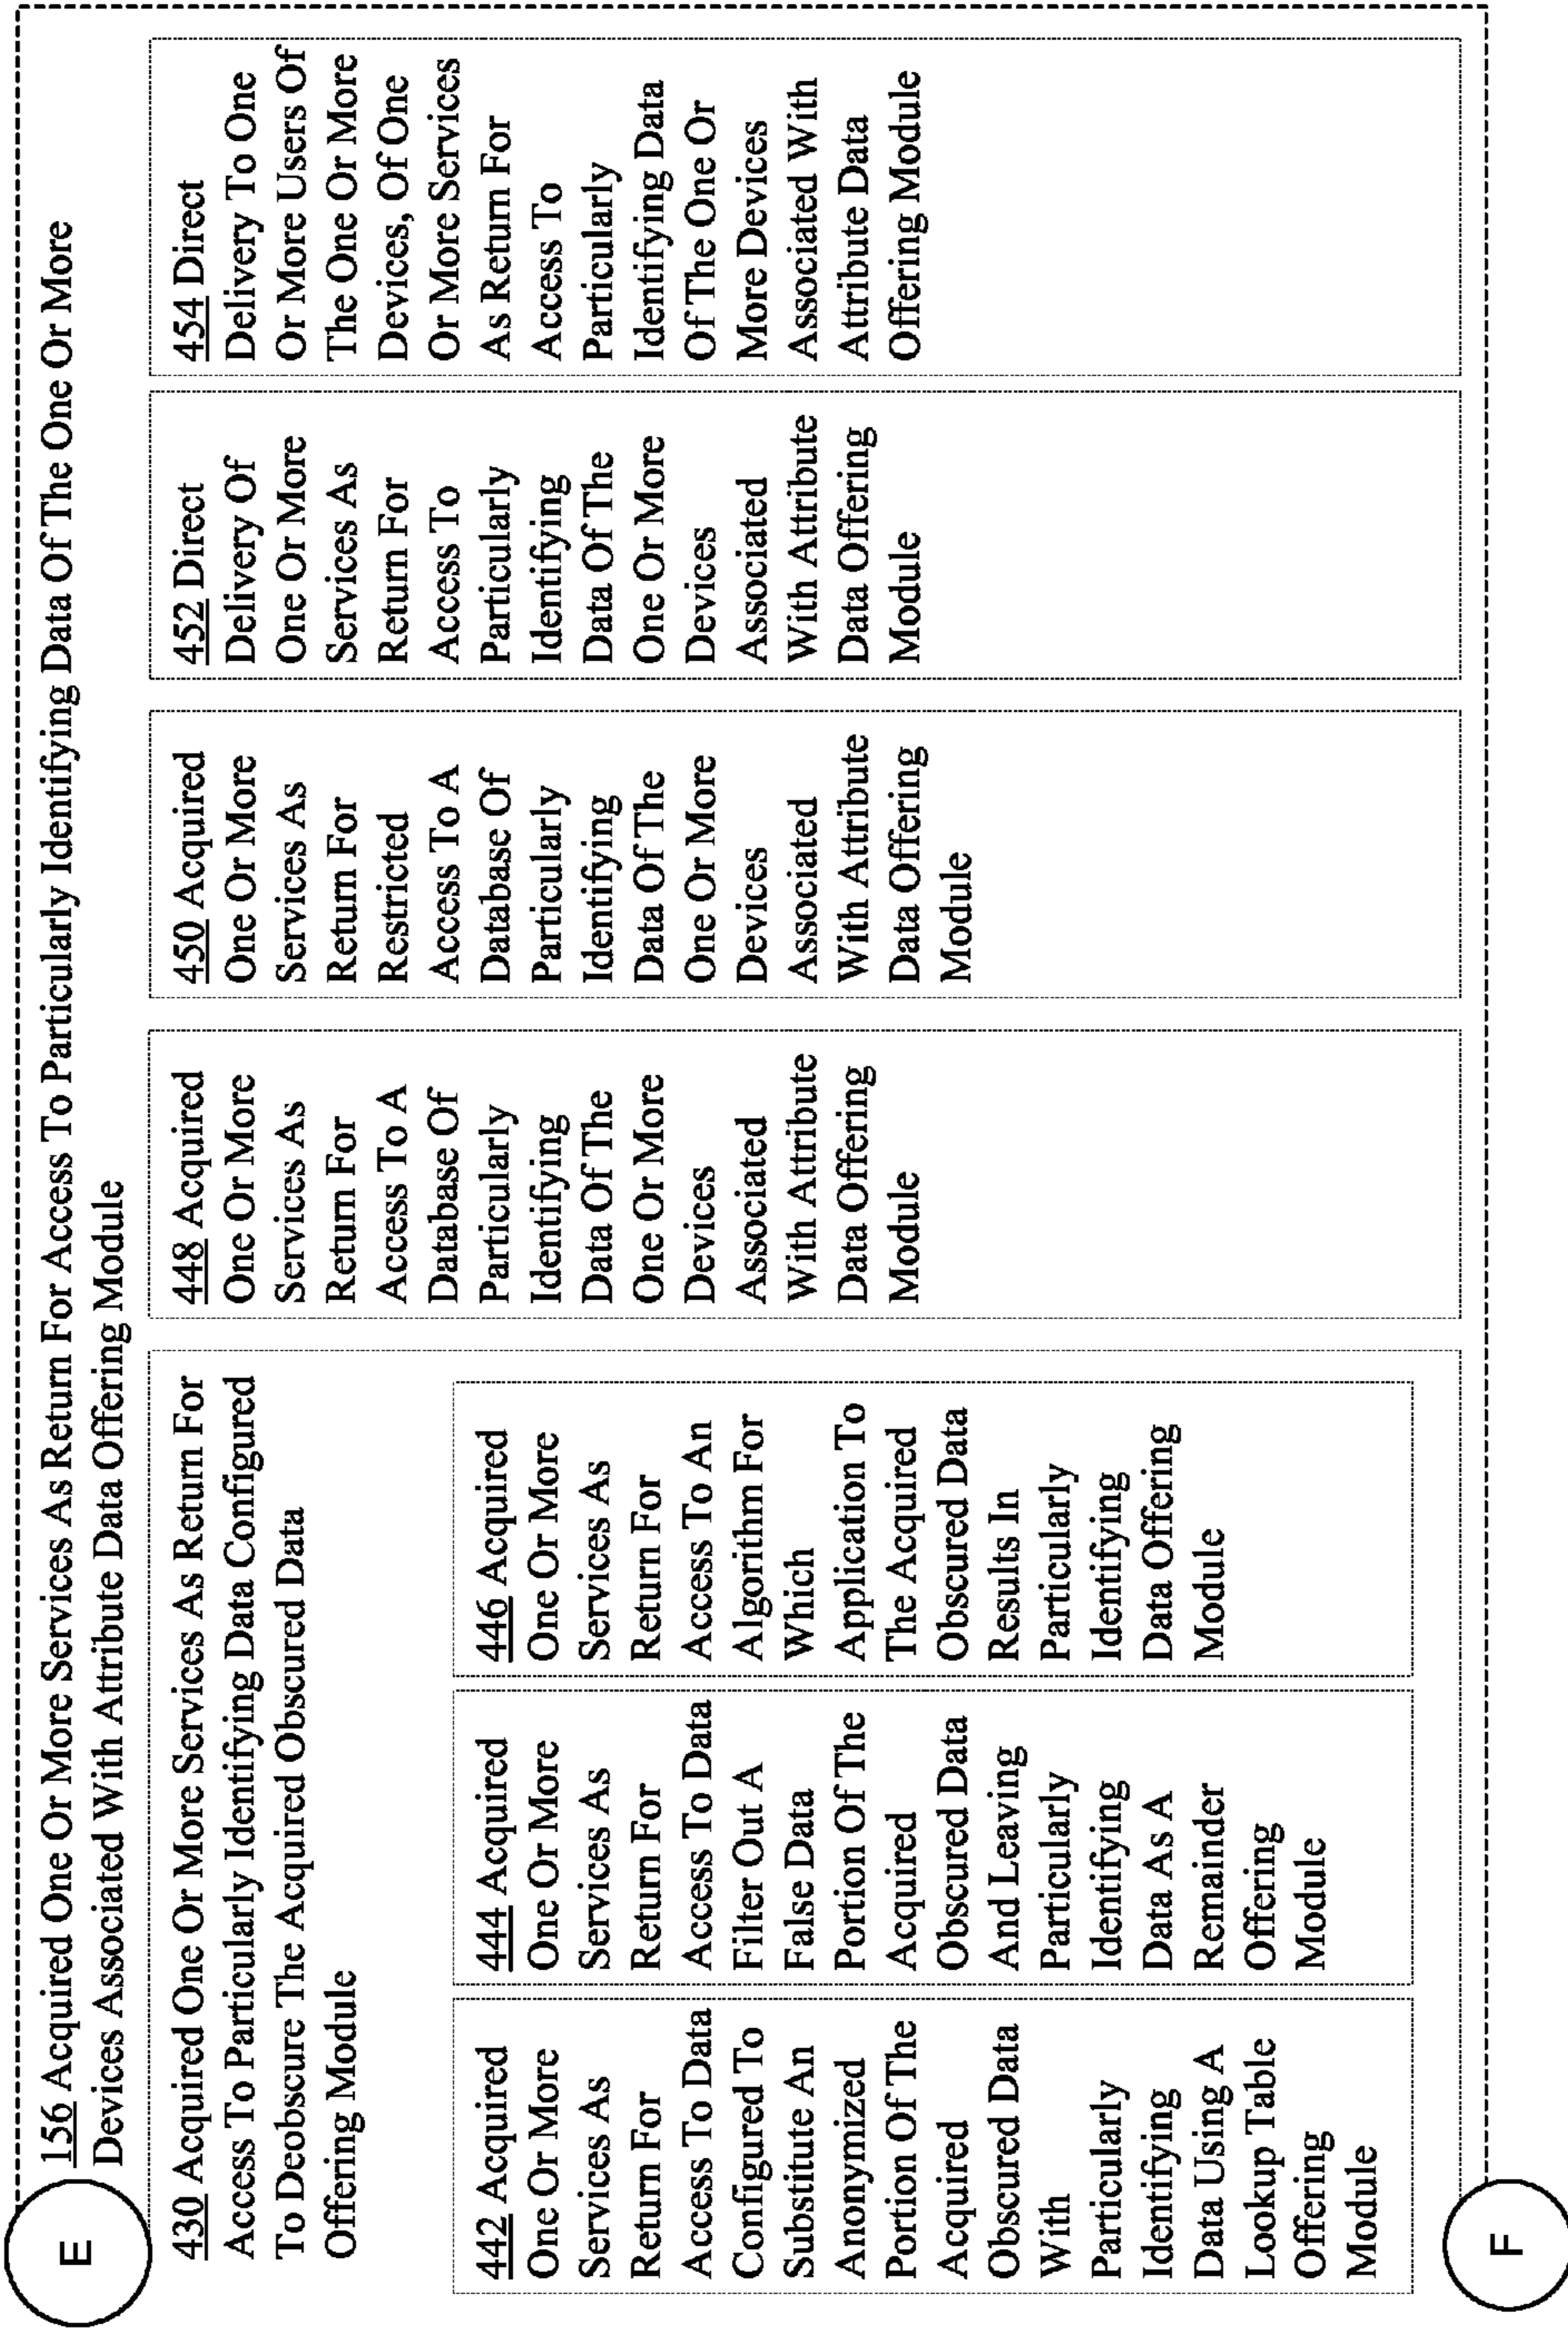 E
156 Acquired One Or More Services As Return For Access To Particularly Identifying Data Of The One Or More
Devices Associated With Attribute Data Offering Module
430 Acquired One Or More Services As Return For
Access To Particularly Identifying Data Configured
To Deobscure The Acquired Obscured Data
Offering Module
442 Acquired
One Or More
Services As
Return For
Access To Data
Configured To
Substitute An
Anonymized
Portion Of The
Acquired
Obscured Data
With
Particularly
Identifying
Data Using A
Lookup Table
Offering
Module
444 Acquired
One Or More
Services As
Return For
Access To Data
Filter Out A
False Data
Portion Of The
Acquired
Obscured Data
And Leaving
Particularly
Identifying
Data As A
Remainder
Offering
Module
446 Acquired
One Or More
Services As
Return For
Access To An
Algorithm For
Which
Application To
The Acquired
Obscured Data
Results In
Particularly
Identifying
Data Offering
Module
448 Acquired
One Or More
Services As
Return For
Access To A
Database Of
Particularly
Identifying
Data Of The
One Or More
Devices
Associated
With Attribute
Data Offering
Module
450 Acquired
One Or More
Services As
Return For
Restricted
Access To A
Database Of
Particularly
Identifying
Data Of The
One Or More
Devices
Associated
With Attribute
Data Offering
Module
452 Direct
Delivery Of
One Or More
Services As
Return For
Access To
Particularly
Identifying
Data Of The
One Or More
Devices
Associated
With Attribute
Data Offering
Module
454 Direct
Delivery To One
Or More Users Of
The One Or More
Devices, Of One
Or More Services
As Return For
Access To
Particularly
Identifying Data
Of The One Or
More Devices
Associated With
Attribute Data
Offering Module
F